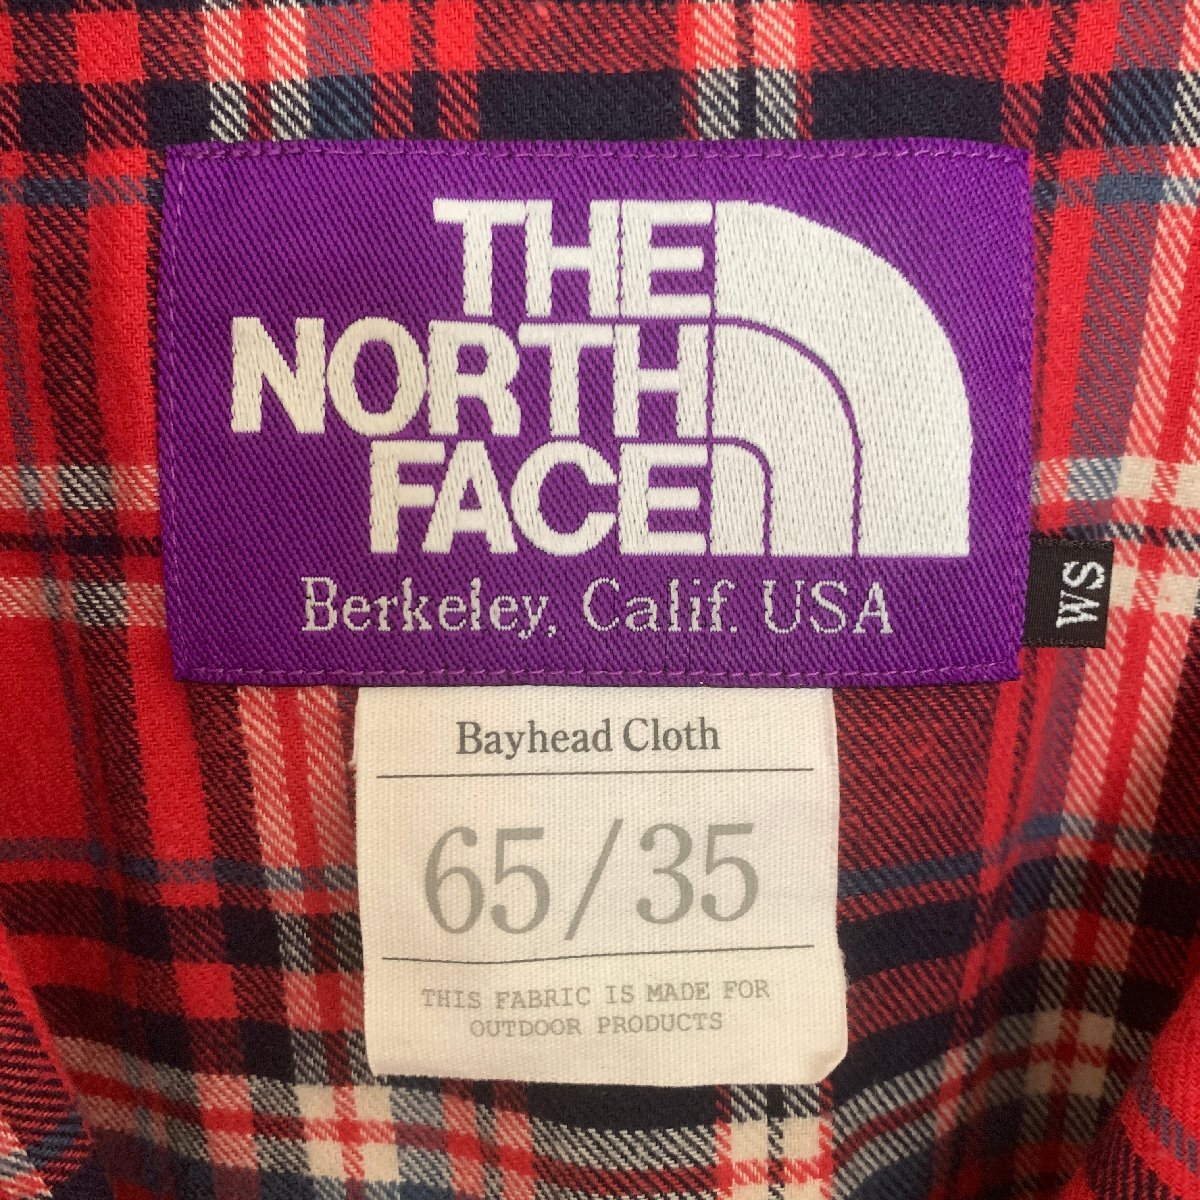 THE
NORTH
FACE
Berkeley, Calif. USA
WS
Bayhead Cloth
65/35
THIS FABRIC IS MADE FOR
OUTDOOR PRODUCTS